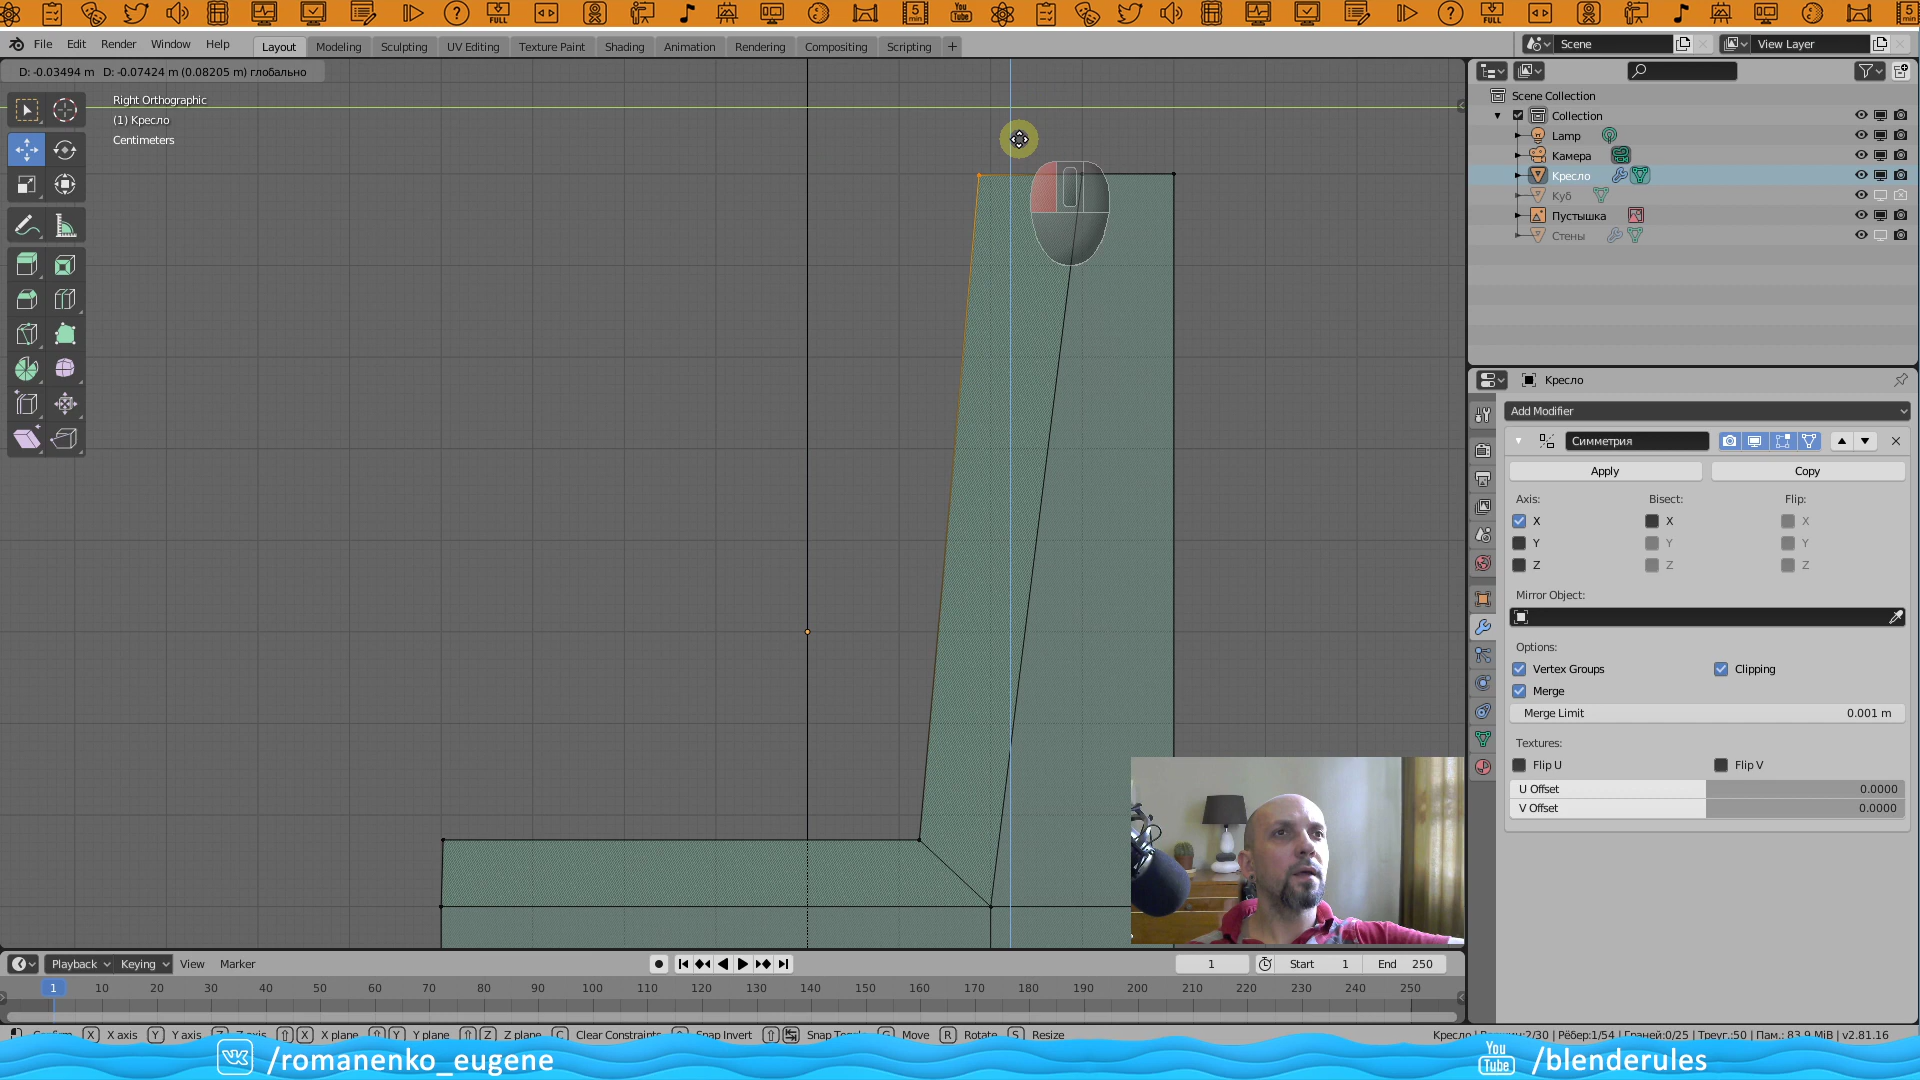 File Edit Render Window Help
Layout Modeling Sculpting UV Editing Texture Paint Shading Animation Rendering Compositing Scripting +
Scene
View Layer
D: -0.03494 m D: -0.07424 m (0.08205 m) глобально
Right Orthographic
(1) Кресло
Centimeters
Scene Collection
Collection
Lamp
Камера
Кресло
Куб
Пустышка
Стены
Кресло
Add Modifier
Симметрия
Apply Copy
Axis: Bisect: Flip:
X X X
Y Y Y
Z Z Z
Mirror Object:
Options:
Vertex Groups Clipping
Merge
Merge Limit 0.001 m
Textures:
Flip U Flip V
U Offset 0.0000
V Offset 0.0000
Playback Keying View Marker
1 Start 1 End 250
1 10 20 30 40 50 60 70 80 90 100 110 120 130 140 150 160 170 180 190 200 210 220 230 240 250
X X axis Y Y axis X X plane Y Y plane Z Z plane C Clear Constraints Snap Invert G Move R Rotate S Resize
/romanenko_eugene
You Tube /blenderules